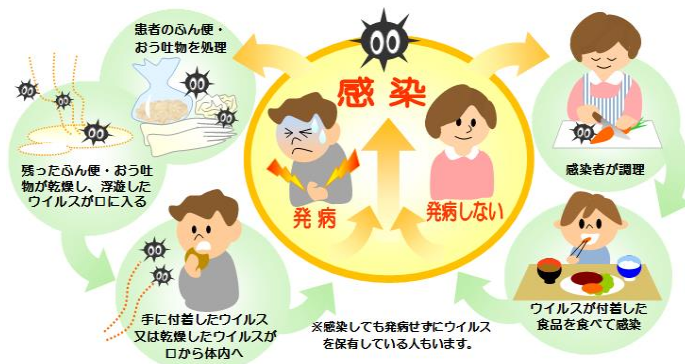 患者のふん便・
おう吐物を処理
残ったふん便・おう吐
物が乾燥し、浮遊した
ウイルスが口に入る
手に付着したウイルス
又は乾燥したウイルスが
口から体内へ
感染
発病
発病しない
※感染しても発病せずにウイルス
を保有している人もいます。
感染者が調理
ウイルスが付着した
食品を食べて感染